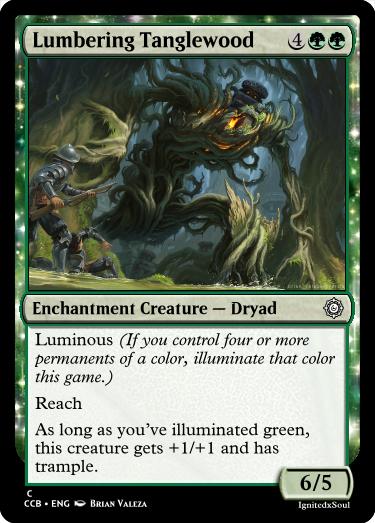 Lumbering Tanglewood 4
Enchantment Creature — Dryad
Luminous (If you control four or more
permanents of a color, illuminate that color
this game.)
Reach
As long as you've illuminated green,
this creature gets +1/+1 and has
trample.
6/5
C
CCB • ENG Brian Valeza
IgnitedxSoul